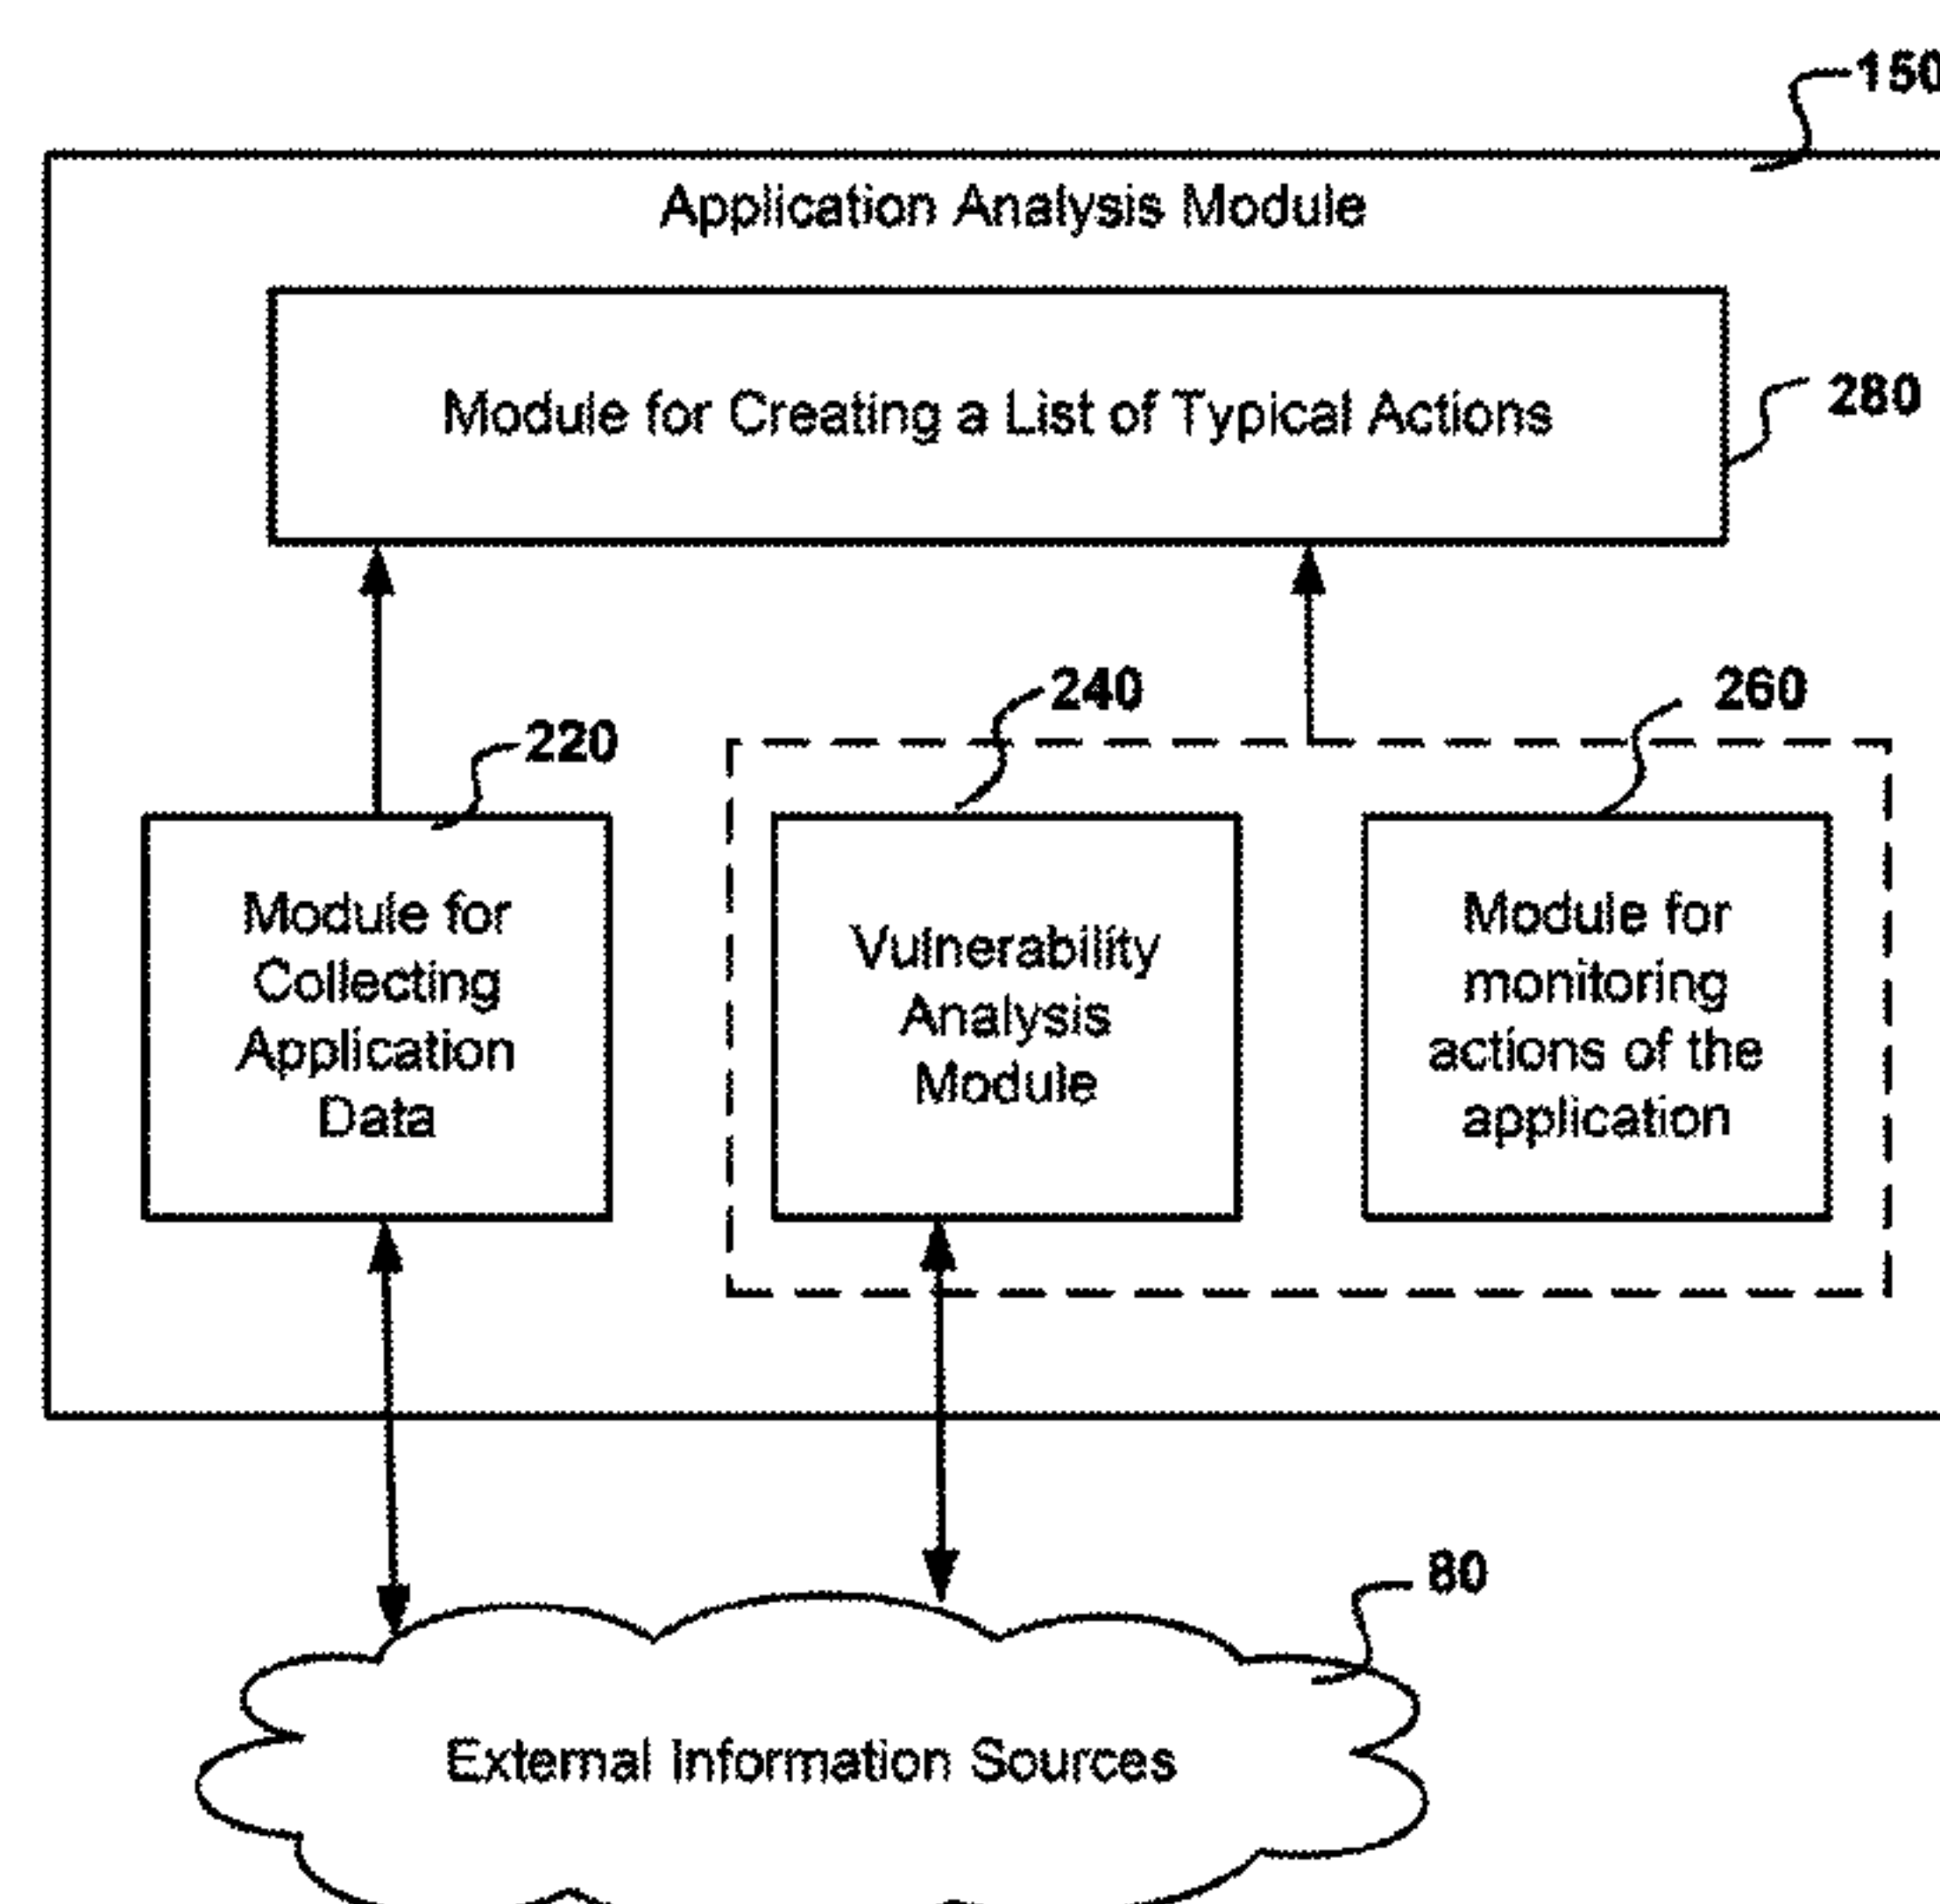 150
Application Analysis Module
Module for Creating a List of Typical Actions
280
220
240
260
Module for
Collecting
Application
Data
Vulnerability
Analysis
Module
Module for
monitoring
actions of the
application
80
External Information Sources